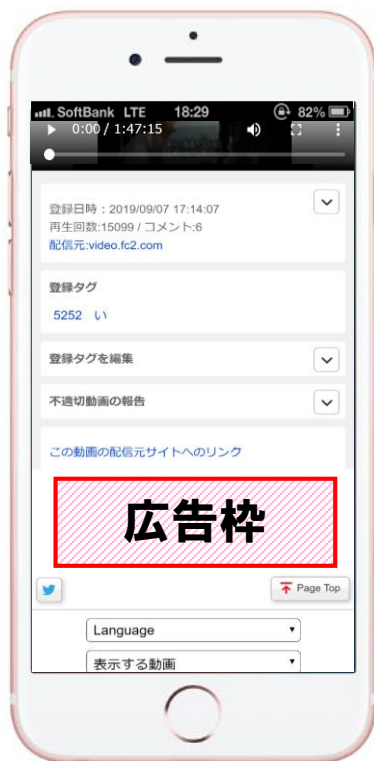 SoftBank LTE 18:29 82%
0:00 / 1:47:15
登録日時：2019/09/07 17:14:07
再生回数:15099 / コメント:6
配信元:video.fc2.com
登録タグ
5252 い
登録タグを編集
不適切動画の報告
この動画の配信元サイトへのリンク
広告枠
Page Top
Language
表示する動画